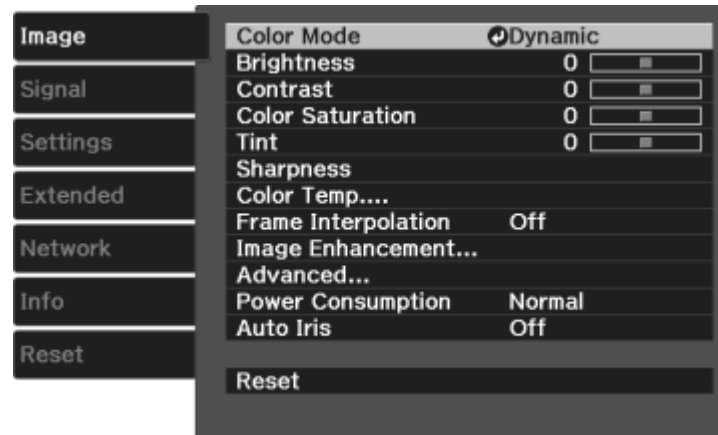 Image
Signal
Settings
Extended
Network
Info
Reset
Color Mode Dynamic
Brightness 0
Contrast 0
Color Saturation 0
Tint 0
Sharpness
Color Temp....
Frame Interpolation Off
Image Enhancement...
Advanced...
Power Consumption Normal
Auto Iris Off
Reset